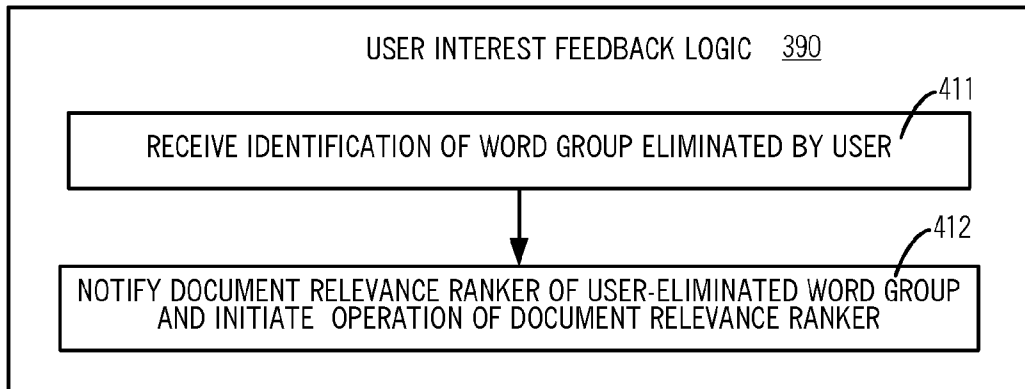 USER INTEREST FEEDBACK LOGIC 390
411
RECEIVE IDENTIFICATION OF WORD GROUP ELIMINATED BY USER
412
NOTIFY DOCUMENT RELEVANCE RANKER OF USER-ELIMINATED WORD GROUP
AND INITIATE OPERATION OF DOCUMENT RELEVANCE RANKER